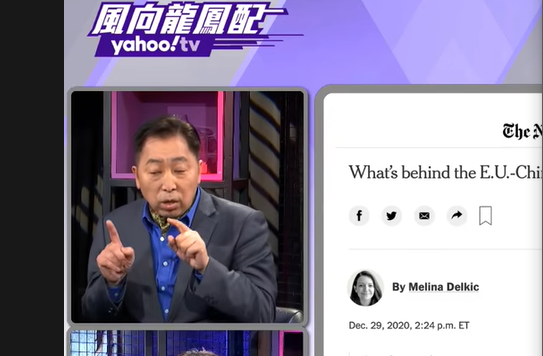 風向龍鳳配
yahoo!tv
The N
What's behind the E.U.-Chi
By Melina Delkic
Dec. 29, 2020, 2:24 p.m. ET